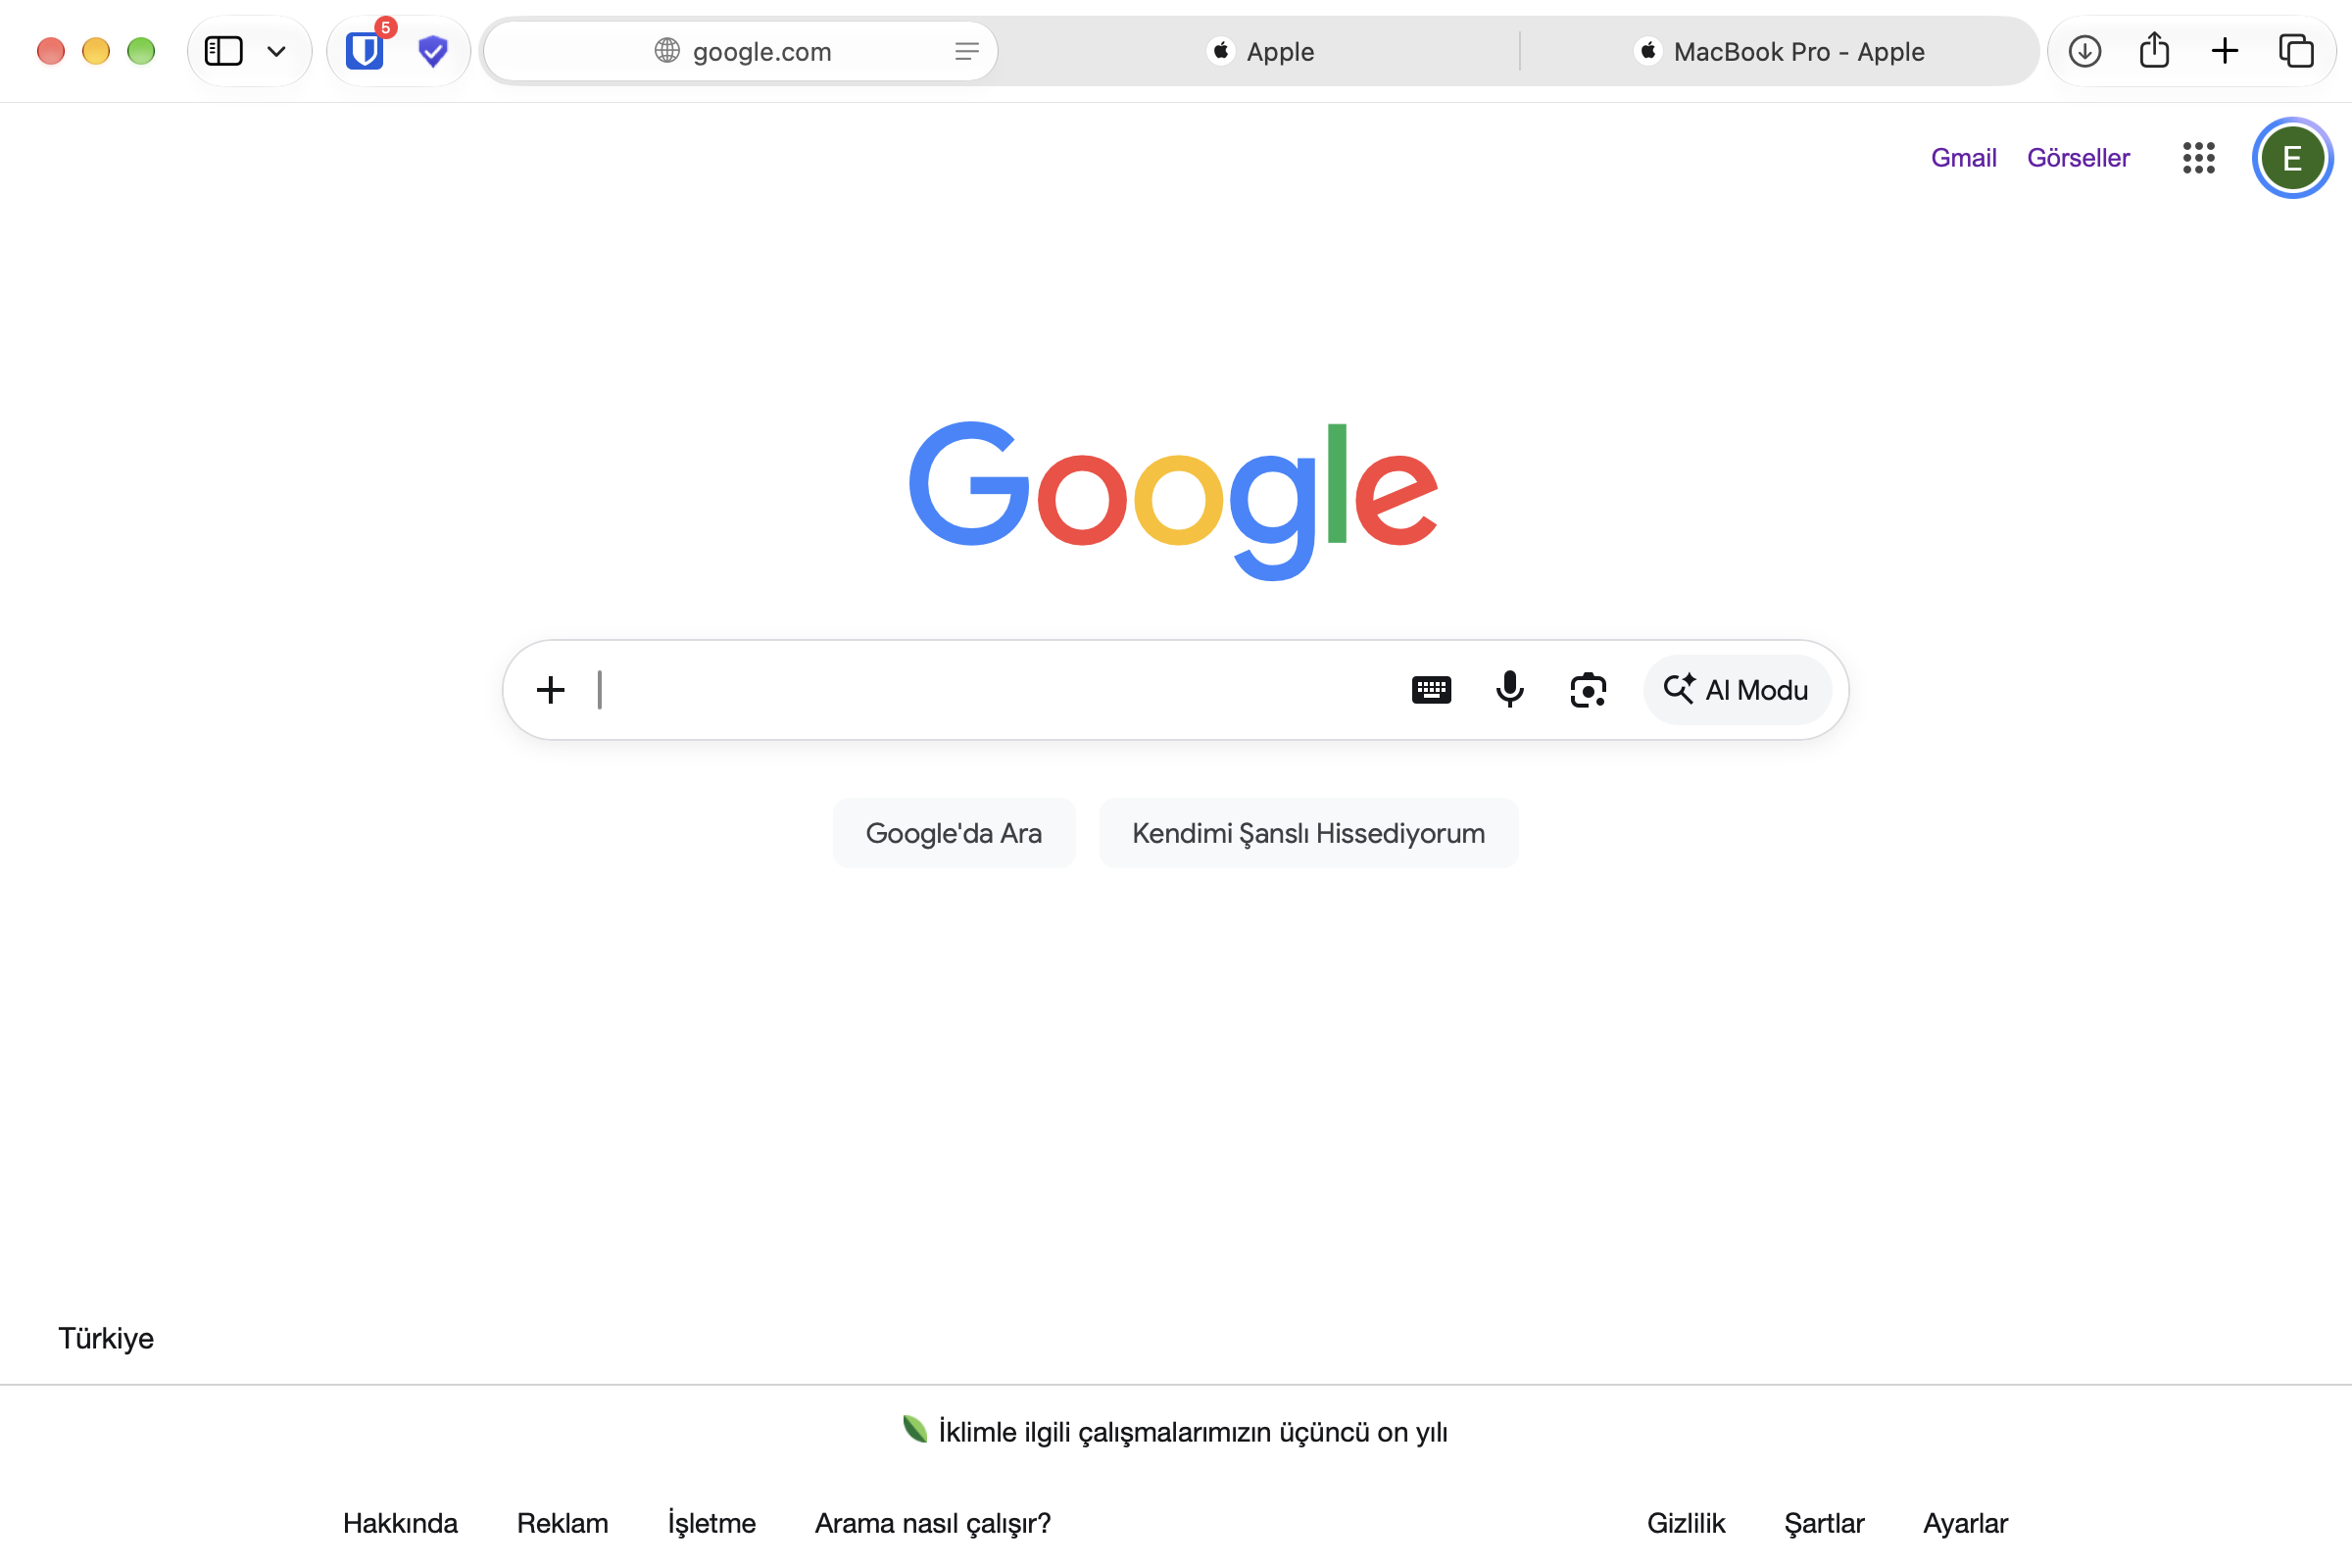 5
google.com
Apple
MacBook Pro - Apple
Gmail
Görseller
E
Google
AI Modu
Google'da Ara
Kendimi Şanslı Hissediyorum
Türkiye
İklimle ilgili çalışmalarımızın üçüncü on yılı
Hakkında
Reklam
İşletme
Arama nasıl çalışır?
Gizlilik
Şartlar
Ayarlar